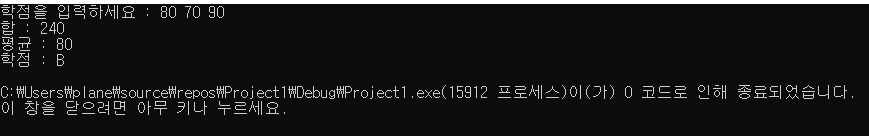 학점을 입력하세요 : 80 70 90
합 : 240
평균 : 80
학점 : B
C:₩Users₩plane₩source₩repos₩Project1₩Debug₩Project1.exe(15912 프로세스)이(가) 0 코드로 인해 종료되었습니다.
이 창을 닫으려면 아무 키나 누르세요.